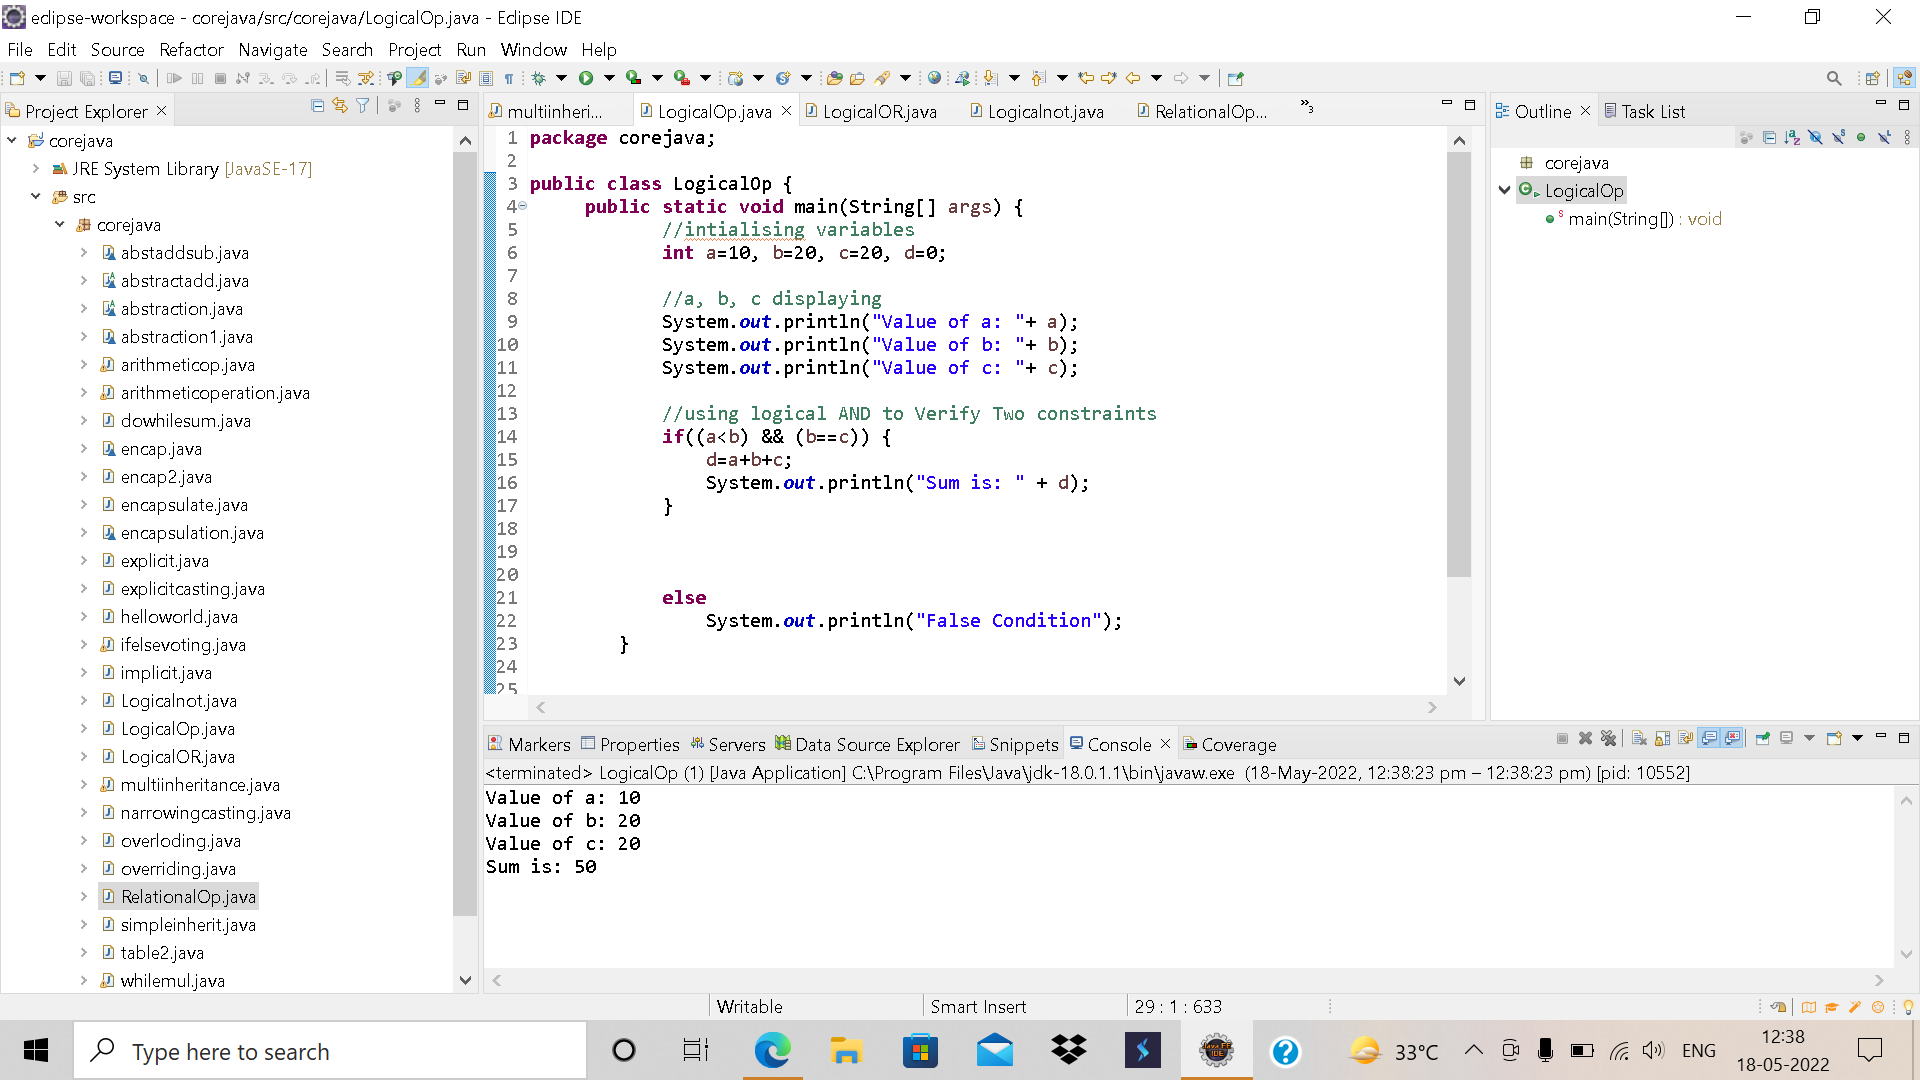 eclipse-workspace - corejava/src/corejava/LogicalOp.java - Eclipse IDE
File Edit Source Refactor Navigate Search Project Run Window Help
Project Explorer
corejava
JRE System Library [JavaSE-17]
src
corejava
abstaddsub.java
abstractadd.java
abstraction.java
abstraction1.java
arithmeticop.java
arithmeticoperation.java
dowhilesum.java
encap.java
encap2.java
encapsulate.java
encapsulation.java
explicit.java
explicitcasting.java
helloworld.java
ifelsevoting.java
implicit.java
Logicalnot.java
LogicalOp.java
LogicalOR.java
multiinheritance.java
narrowingcasting.java
overloding.java
overriding.java
RelationalOp.java
simpleinherit.java
table2.java
whilemul.java
multiinheri... LogicalOp.java LogicalOR.java Logicalnot.java RelationalOp... »3
1 package corejava;
2
3 public class LogicalOp {
4 public static void main(String[] args) {
5 //intialising variables
6 int a=10, b=20, c=20, d=0;
7
8 //a, b, c displaying
9 System.out.println("Value of a: "+ a);
10 System.out.println("Value of b: "+ b);
11 System.out.println("Value of c: "+ c);
12
13 //using logical AND to Verify Two constraints
14 if((a<b) && (b==c)) {
15 d=a+b+c;
16 System.out.println("Sum is: " + d);
17 }
18
19
20
21 else
22 System.out.println("False Condition");
23 }
24
25
Outline Task List
corejava
LogicalOp
main(String[]) : void
Markers Properties Servers Data Source Explorer Snippets Console Coverage
<terminated> LogicalOp (1) [Java Application] C:\Program Files\Java\jdk-18.0.1.1\bin\javaw.exe (18-May-2022, 12:38:23 pm – 12:38:23 pm) [pid: 10552]
Value of a: 10
Value of b: 20
Value of c: 20
Sum is: 50
Writable Smart Insert 29 : 1 : 633
Type here to search
33°C ENG
12:38
18-05-2022